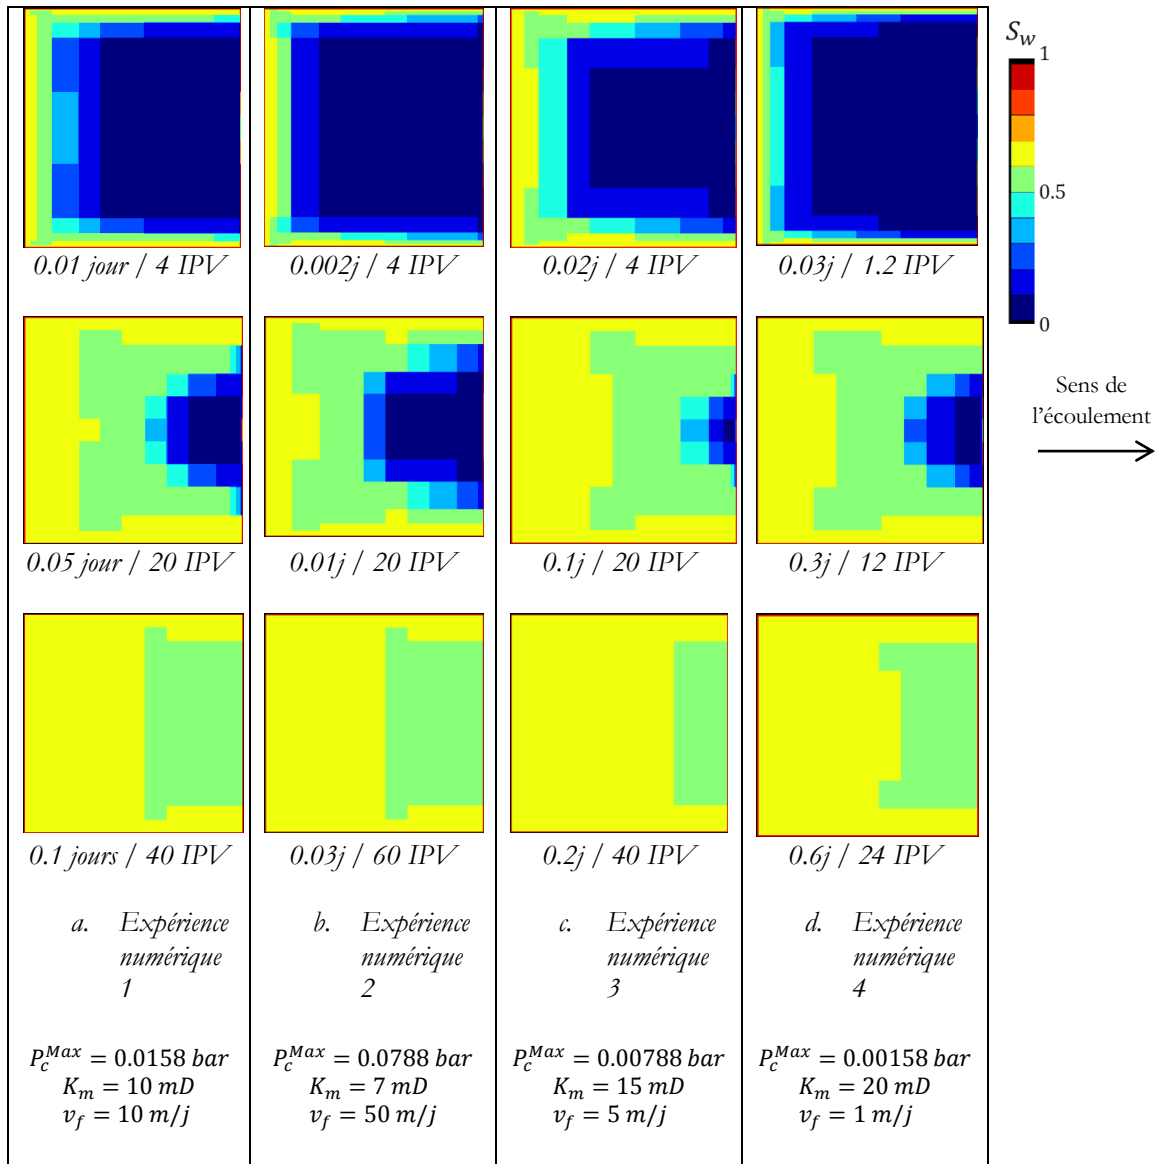 S_w
1
0.5
0
Sens de
l'écoulement
0.01 jour / 4 IPV
0.002j / 4 IPV
0.02j / 4 IPV
0.03j / 1.2 IPV
0.05 jour / 20 IPV
0.01j / 20 IPV
0.1j / 20 IPV
0.3j / 12 IPV
0.1 jours / 40 IPV
0.03j / 60 IPV
0.2j / 40 IPV
0.6j / 24 IPV
a. Expérience
numérique
1
b. Expérience
numérique
2
c. Expérience
numérique
3
d. Expérience
numérique
4
P_c^{Max} = 0.0158 bar
K_m = 10 mD
v_f = 10 m/j
P_c^{Max} = 0.0788 bar
K_m = 7 mD
v_f = 50 m/j
P_c^{Max} = 0.00788 bar
K_m = 15 mD
v_f = 5 m/j
P_c^{Max} = 0.00158 bar
K_m = 20 mD
v_f = 1 m/j